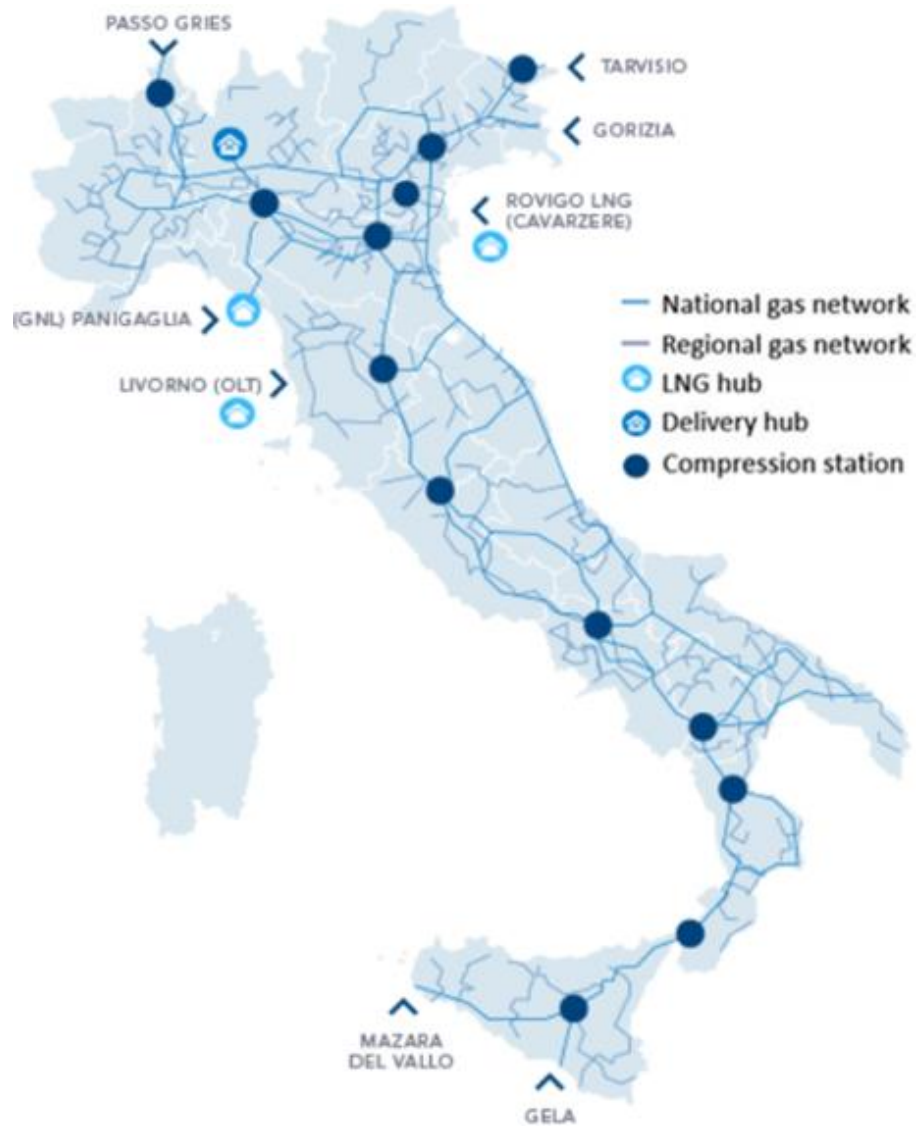 PASSO GRIES
TARVISIO
GORIZIA
ROVIGO LNG
(CAVARZERE)
(GNL) PANIGAGLIA
LIVORNO (OLT)
National gas network
Regional gas network
LNG hub
Delivery hub
Compression station
MAZARA
DEL VALLO
GELA